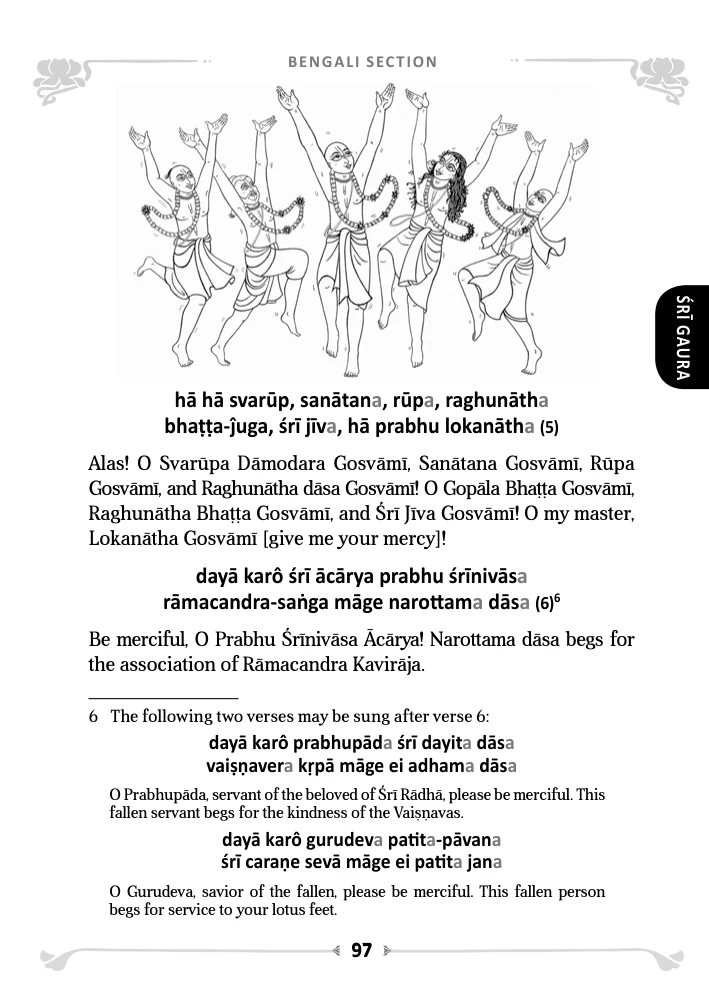 BENGALI SECTION
ŚRĪ GAURA
hā hā svarūp, sanātana, rūpa, raghunātha
bhaṭṭa-ĵuga, śrī jīva, hā prabhu lokanātha (5)
Alas! O Svarūpa Dāmodara Gosvāmī, Sanātana Gosvāmī, Rūpa
Gosvāmī, and Raghunātha dāsa Gosvāmī! O Gopāla Bhaṭṭa Gosvāmī,
Raghunātha Bhaṭṭa Gosvāmī, and Śrī Jīva Gosvāmī! O my master,
Lokanātha Gosvāmī [give me your mercy]!
dayā karô śrī ācārya prabhu śrīnivāsa
rāmacandra-saṅga māge narottama dāsa (6)⁶
Be merciful, O Prabhu Śrīnivāsa Ācārya! Narottama dāsa begs for
the association of Rāmacandra Kavirāja.
6 The following two verses may be sung after verse 6:
dayā karô prabhupāda śrī dayita dāsa
vaiṣṇavera kṛpā māge ei adhama dāsa
O Prabhupāda, servant of the beloved of Śrī Rādhā, please be merciful. This
fallen servant begs for the kindness of the Vaiṣṇavas.
dayā karô gurudeva patita-pāvana
śrī caraṇe sevā māge ei patita jana
O Gurudeva, savior of the fallen, please be merciful. This fallen person
begs for service to your lotus feet.
97